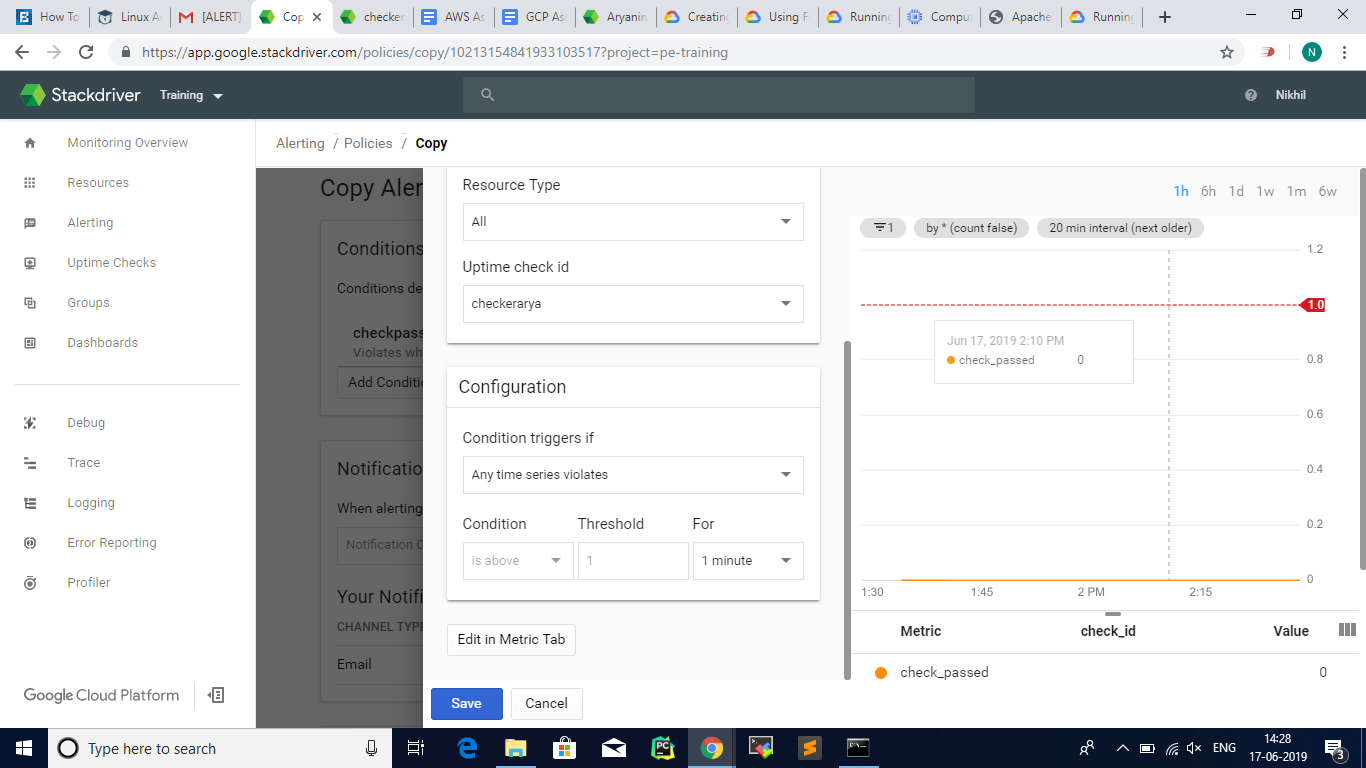 How To
Linux A
[ALERT]
Cop
checker
AWS As
GCP Ass
Aryanin
Creating
Using F
Running
Comput
Apache
Running
https://app.google.stackdriver.com/policies/copy/10213154841933103517?project=pe-training
N
Stackdriver
Training
Nikhil
Monitoring Overview
Resources
Alerting
Uptime Checks
Groups
Dashboards
Debug
Trace
Logging
Error Reporting
Profiler
Google Cloud Platform
Alerting / Policies / Copy
Copy Aler
Conditions
Conditions de
checkpass
Violates wh
Add Conditi
Notificatio
When alerting
Notification C
Your Notifi
CHANNEL TYPE
Email
Resource Type
All
Uptime check id
checkerarya
Configuration
Condition triggers if
Any time series violates
Condition Threshold For
is above 1 1 minute
Edit in Metric Tab
Save Cancel
1h 6h 1d 1w 1m 6w
1 by * (count false) 20 min interval (next older)
1.2
1.0
Jun 17, 2019 2:10 PM
check_passed 0
0.8
0.6
0.4
0.2
0
1:30 1:45 2 PM 2:15
Metric check_id Value
check_passed 0
Type here to search
ENG
14:28
17-06-2019
3